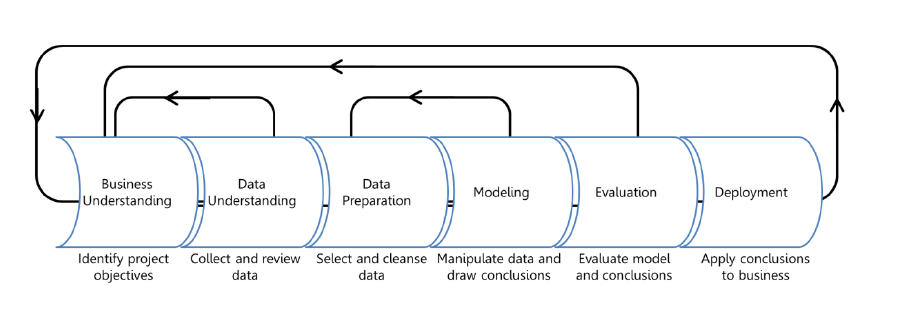 Business
Understanding
Data
Understanding
Data
Preparation
Modeling
Evaluation
Deployment
Identify project
objectives
Collect and review
data
Select and cleanse
data
Manipulate data and
draw conclusions
Evaluate model
and conclusions
Apply conclusions
to business